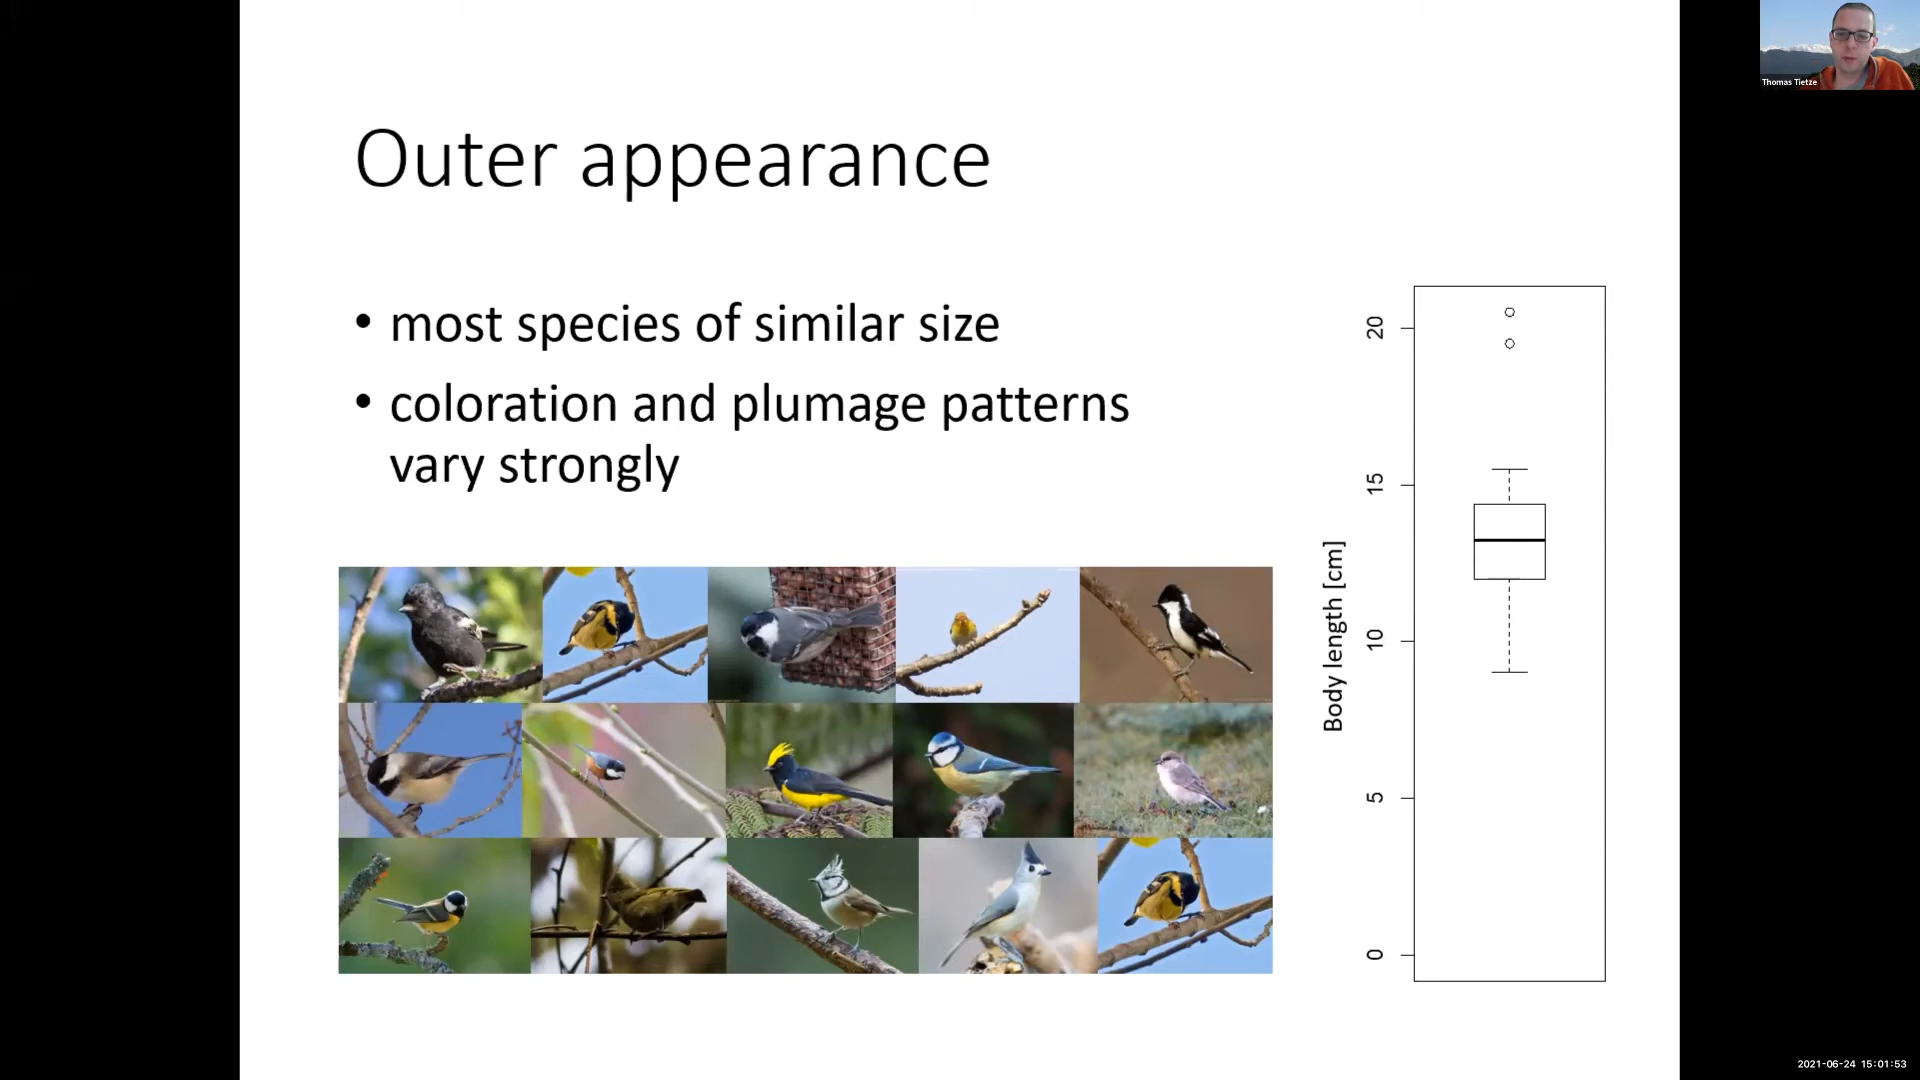 Thomas Tietze
Outer appearance
• most species of similar size
• coloration and plumage patterns
vary strongly
Body length [cm]
20
15
10
5
0
2021-06-24 15:01:53